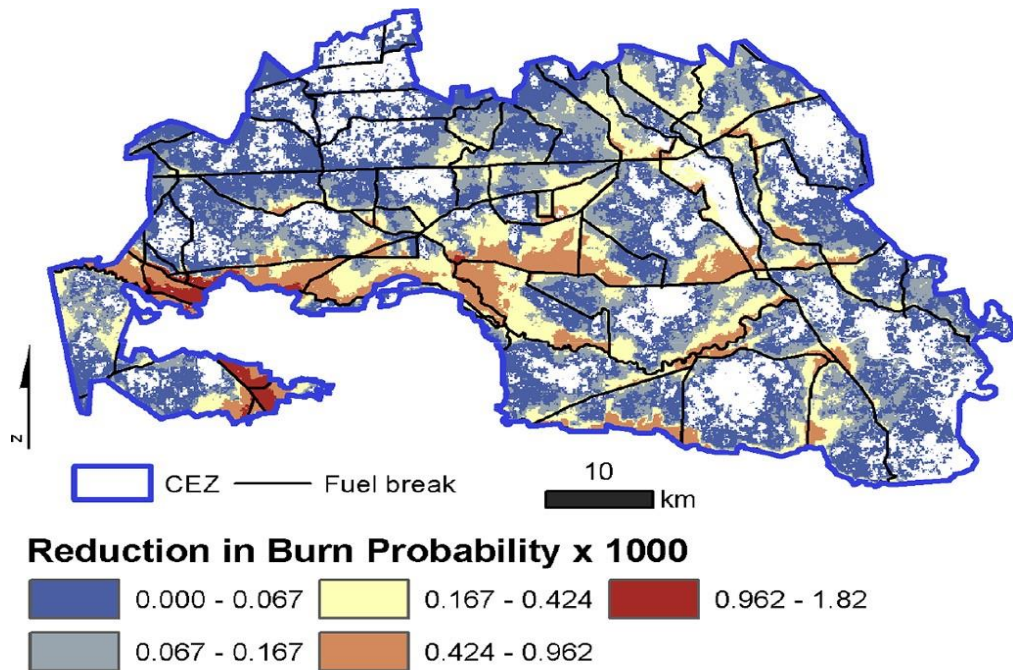 z
CEZ Fuel break
10
km
Reduction in Burn Probability x 1000
0.000 - 0.067 0.167 - 0.424 0.962 - 1.82
0.067 - 0.167 0.424 - 0.962